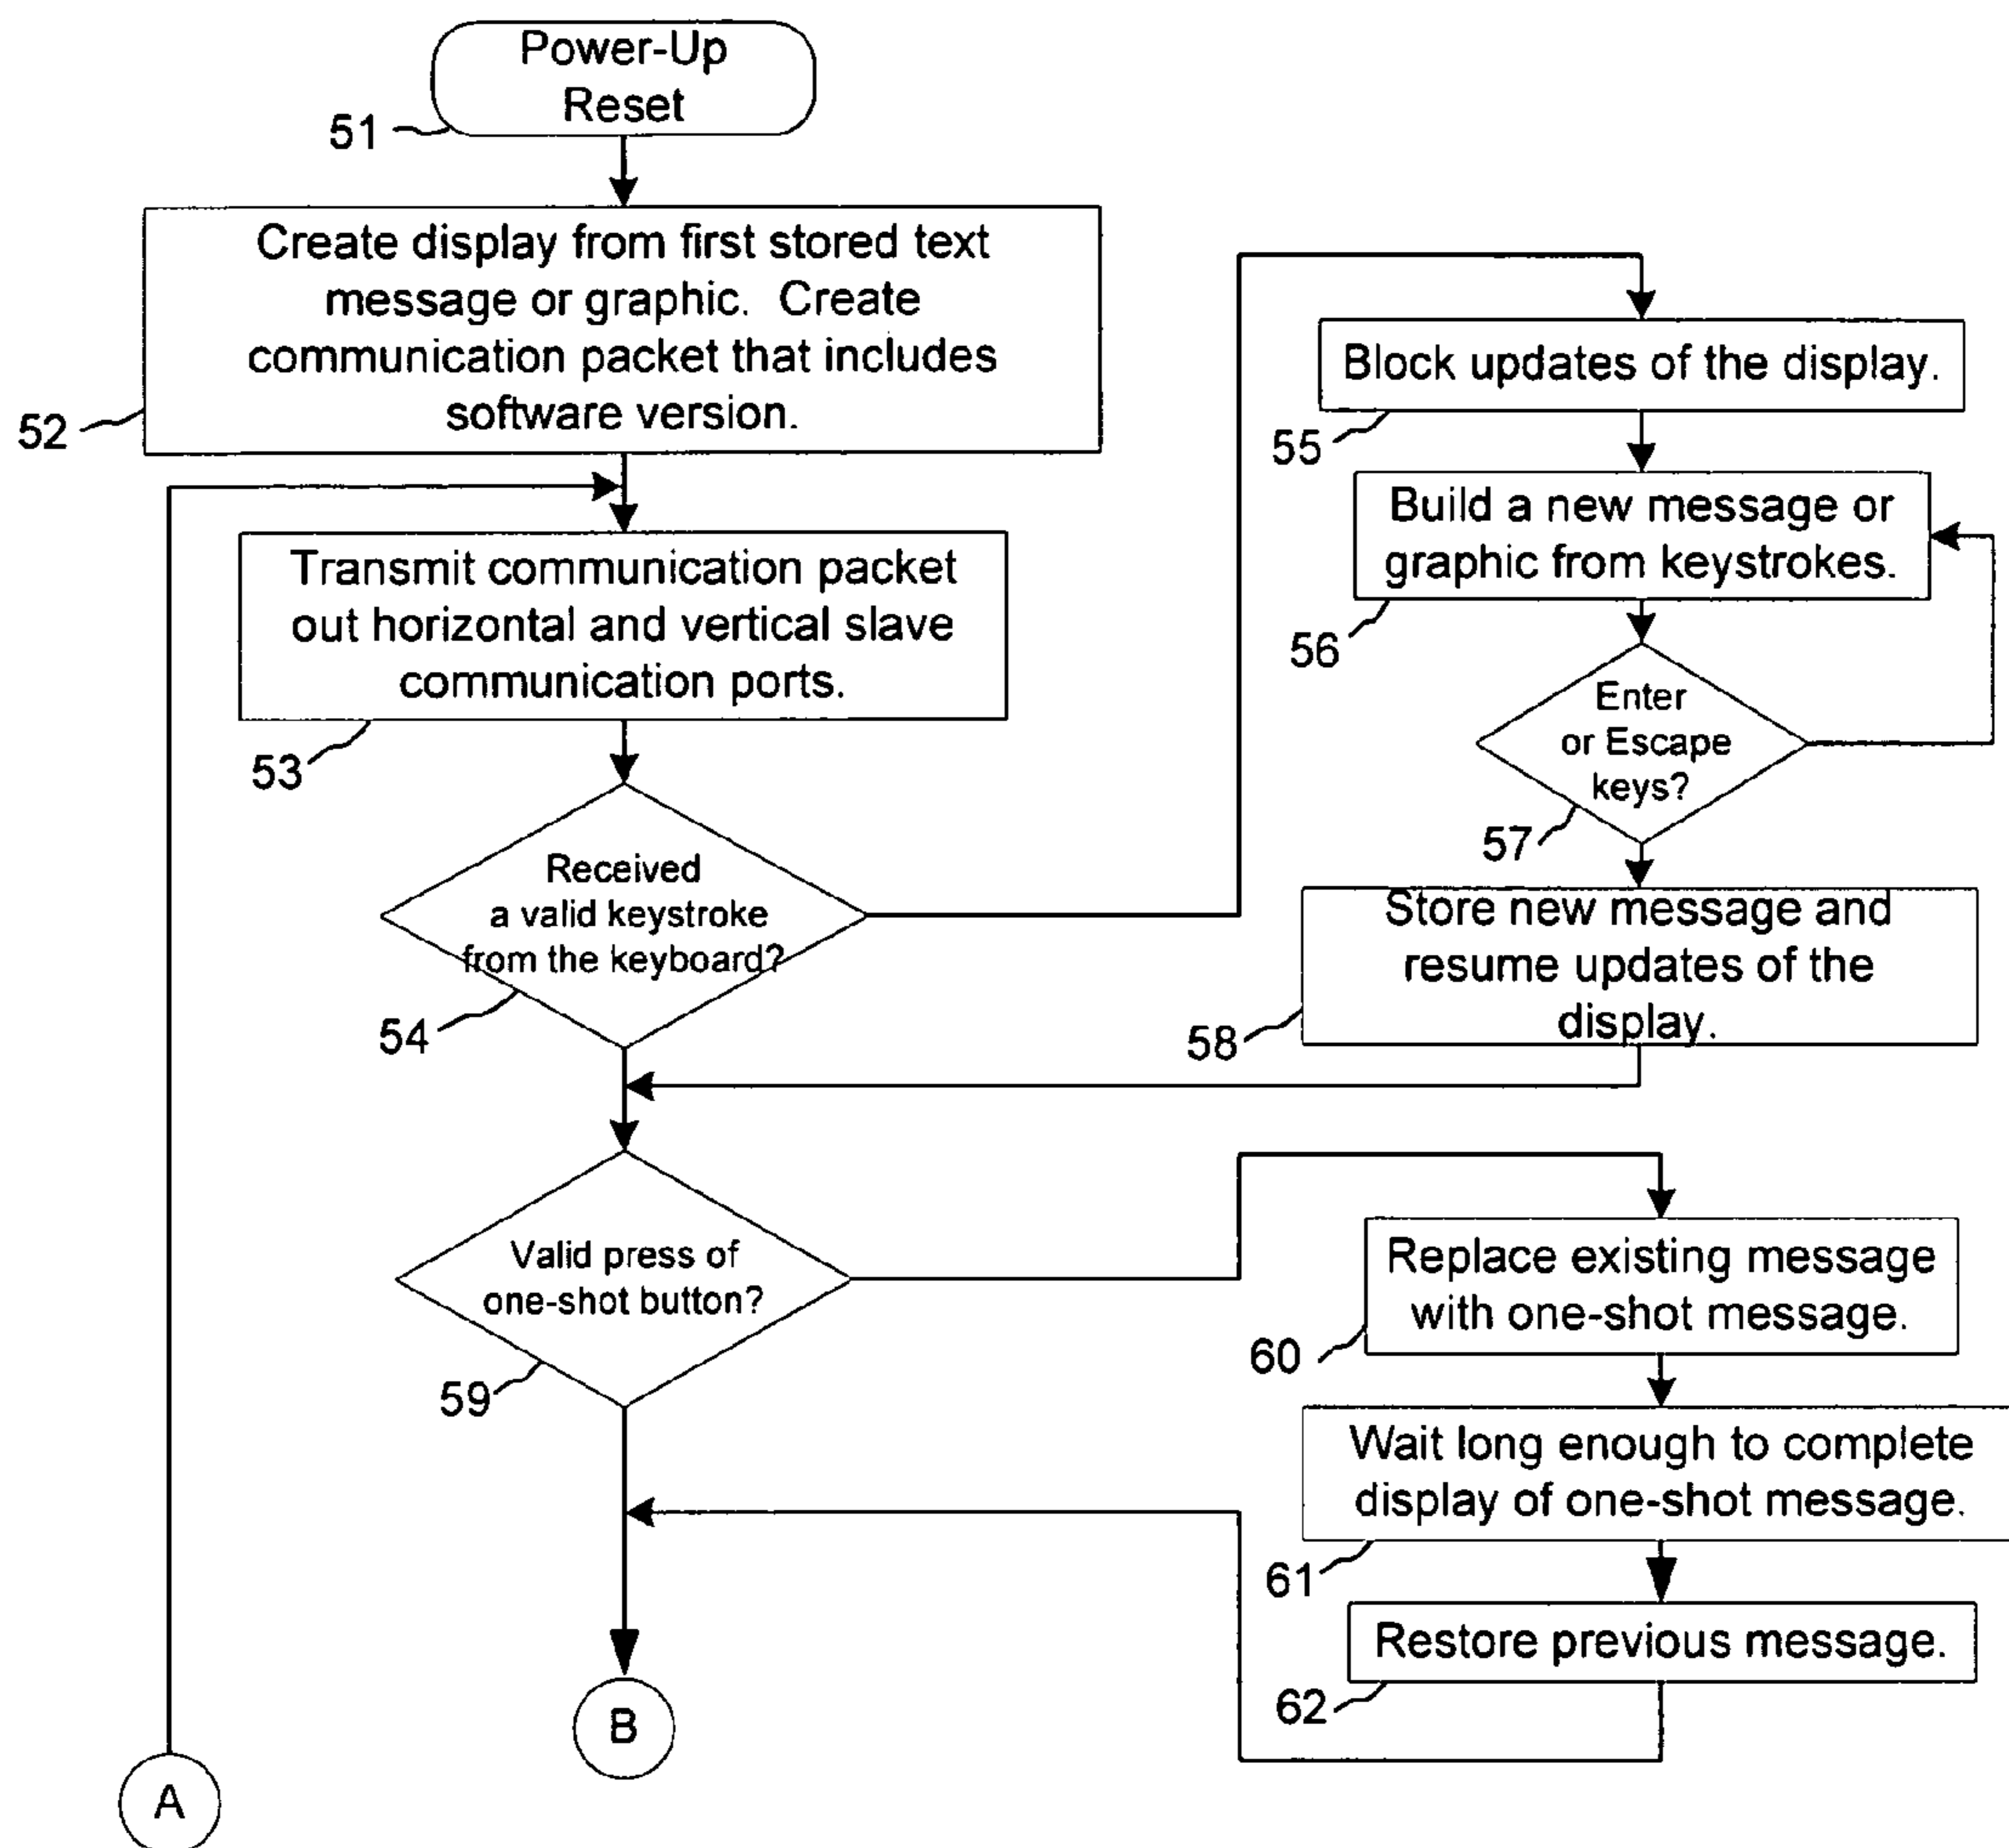 Power-Up
Reset
51
Create display from first stored text
message or graphic. Create
communication packet that includes
software version.
52
Transmit communication packet
out horizontal and vertical slave
communication ports.
53
Received
a valid keystroke
from the keyboard?
54
Block updates of the display.
55
Build a new message or
graphic from keystrokes.
56
Enter
or Escape
keys?
57
Store new message and
resume updates of the
display.
58
Valid press of
one-shot button?
59
Replace existing message
with one-shot message.
60
Wait long enough to complete
display of one-shot message.
61
Restore previous message.
62
B
A